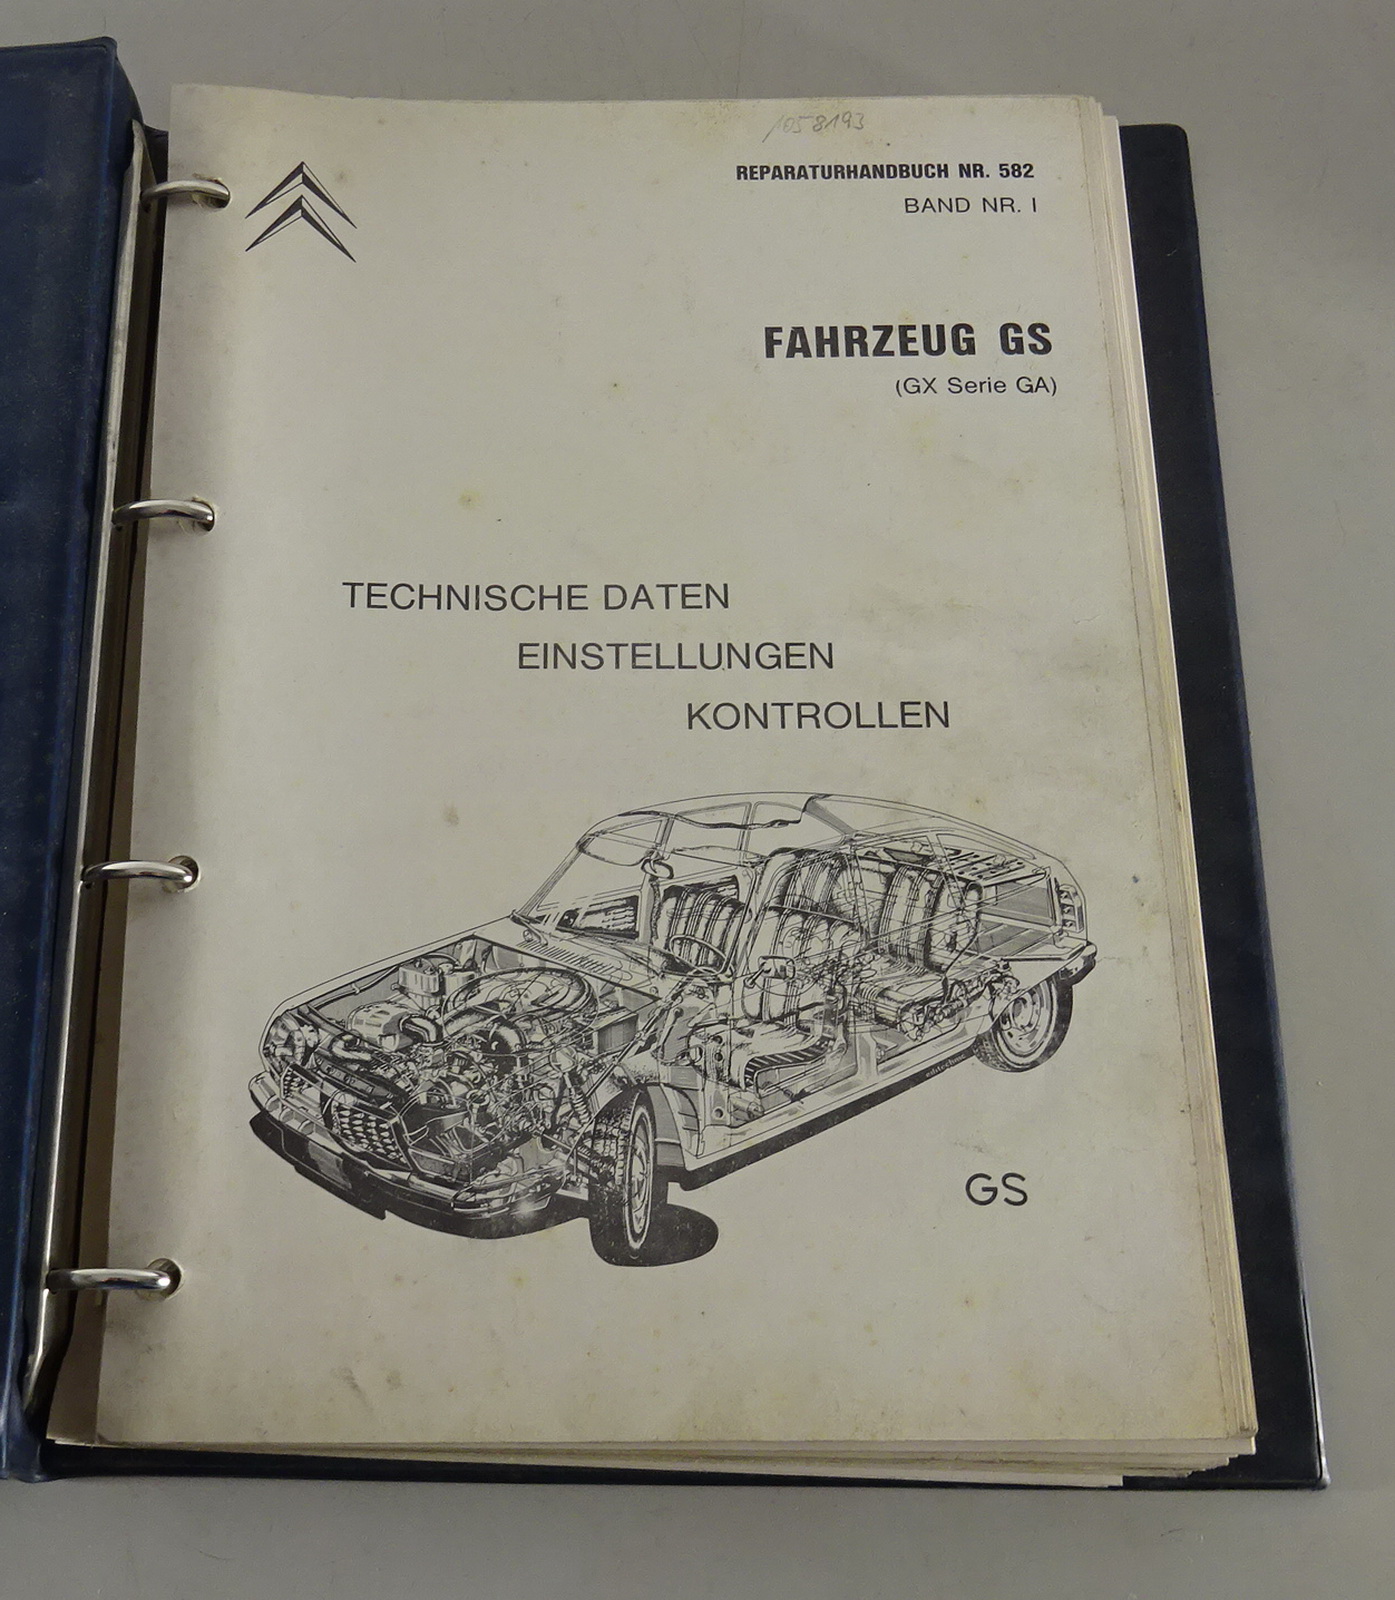 1058193
REPARATURHANDBUCH NR. 582
BAND NR. I
FAHRZEUG GS
(GX Serie GA)
TECHNISCHE DATEN
EINSTELLUNGEN
KONTROLLEN
GS